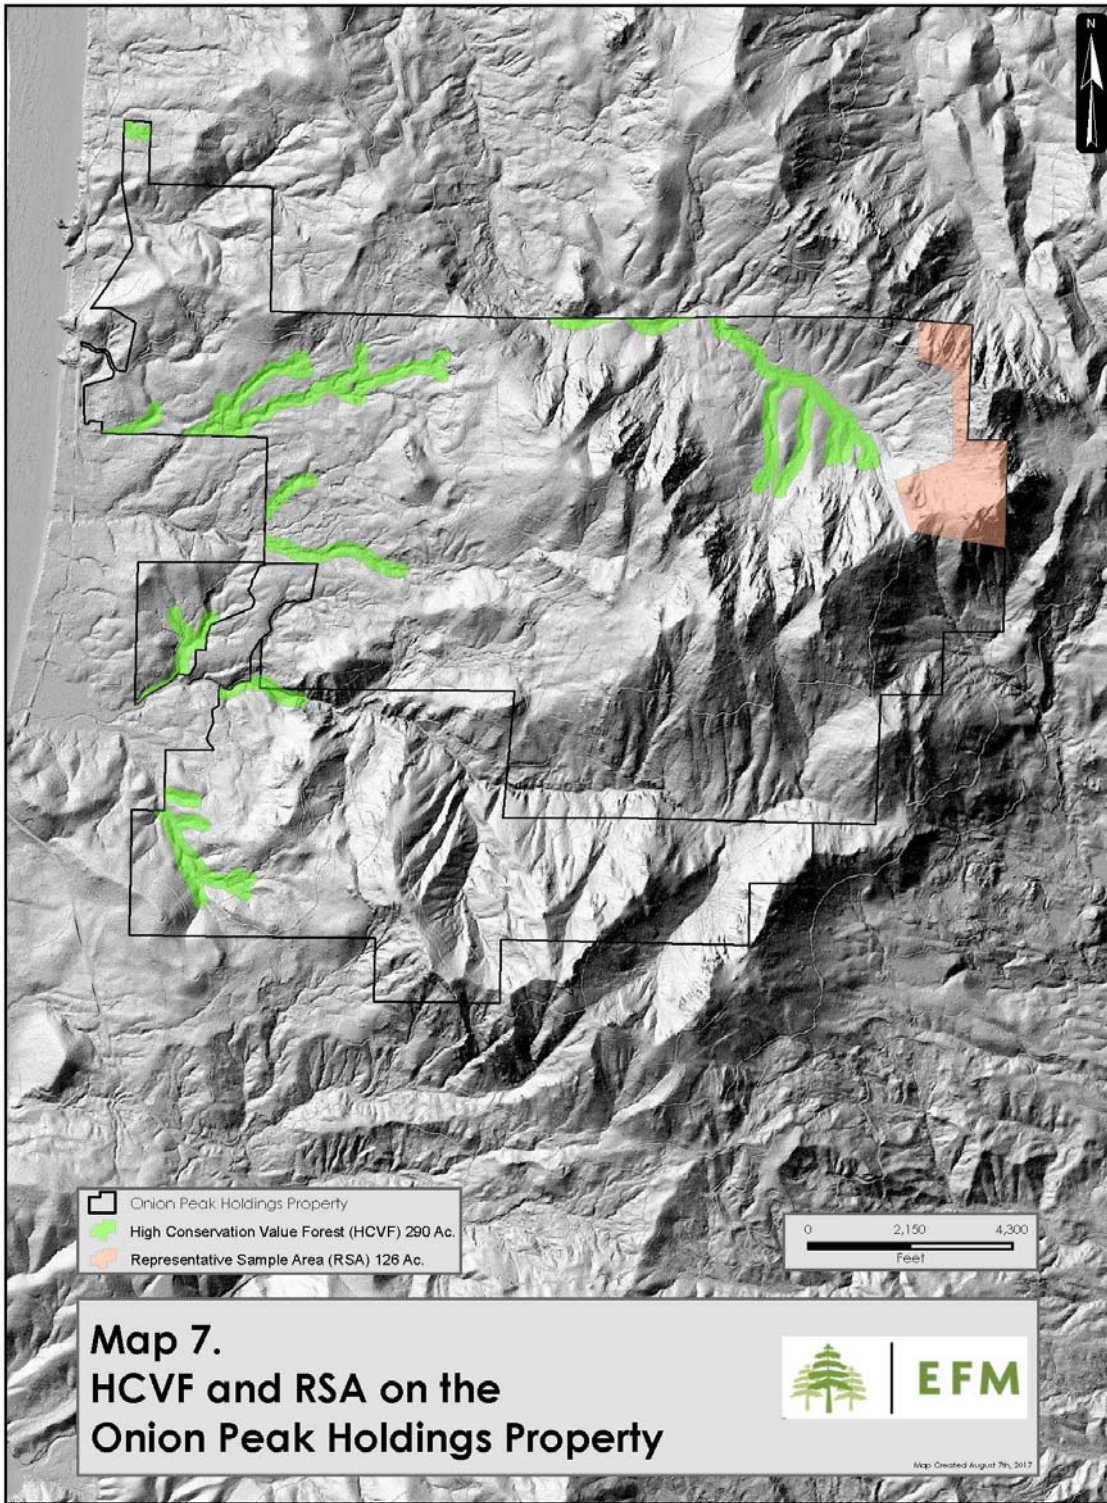 N
Onion Peak Holdings Property
High Conservation Value Forest (HCVF) 290 Ac.
Representative Sample Area (RSA) 126 Ac.
0 2,150 4,300
Feet
Map 7.
HCVF and RSA on the
Onion Peak Holdings Property
EFM
Map Created August 7th, 2017